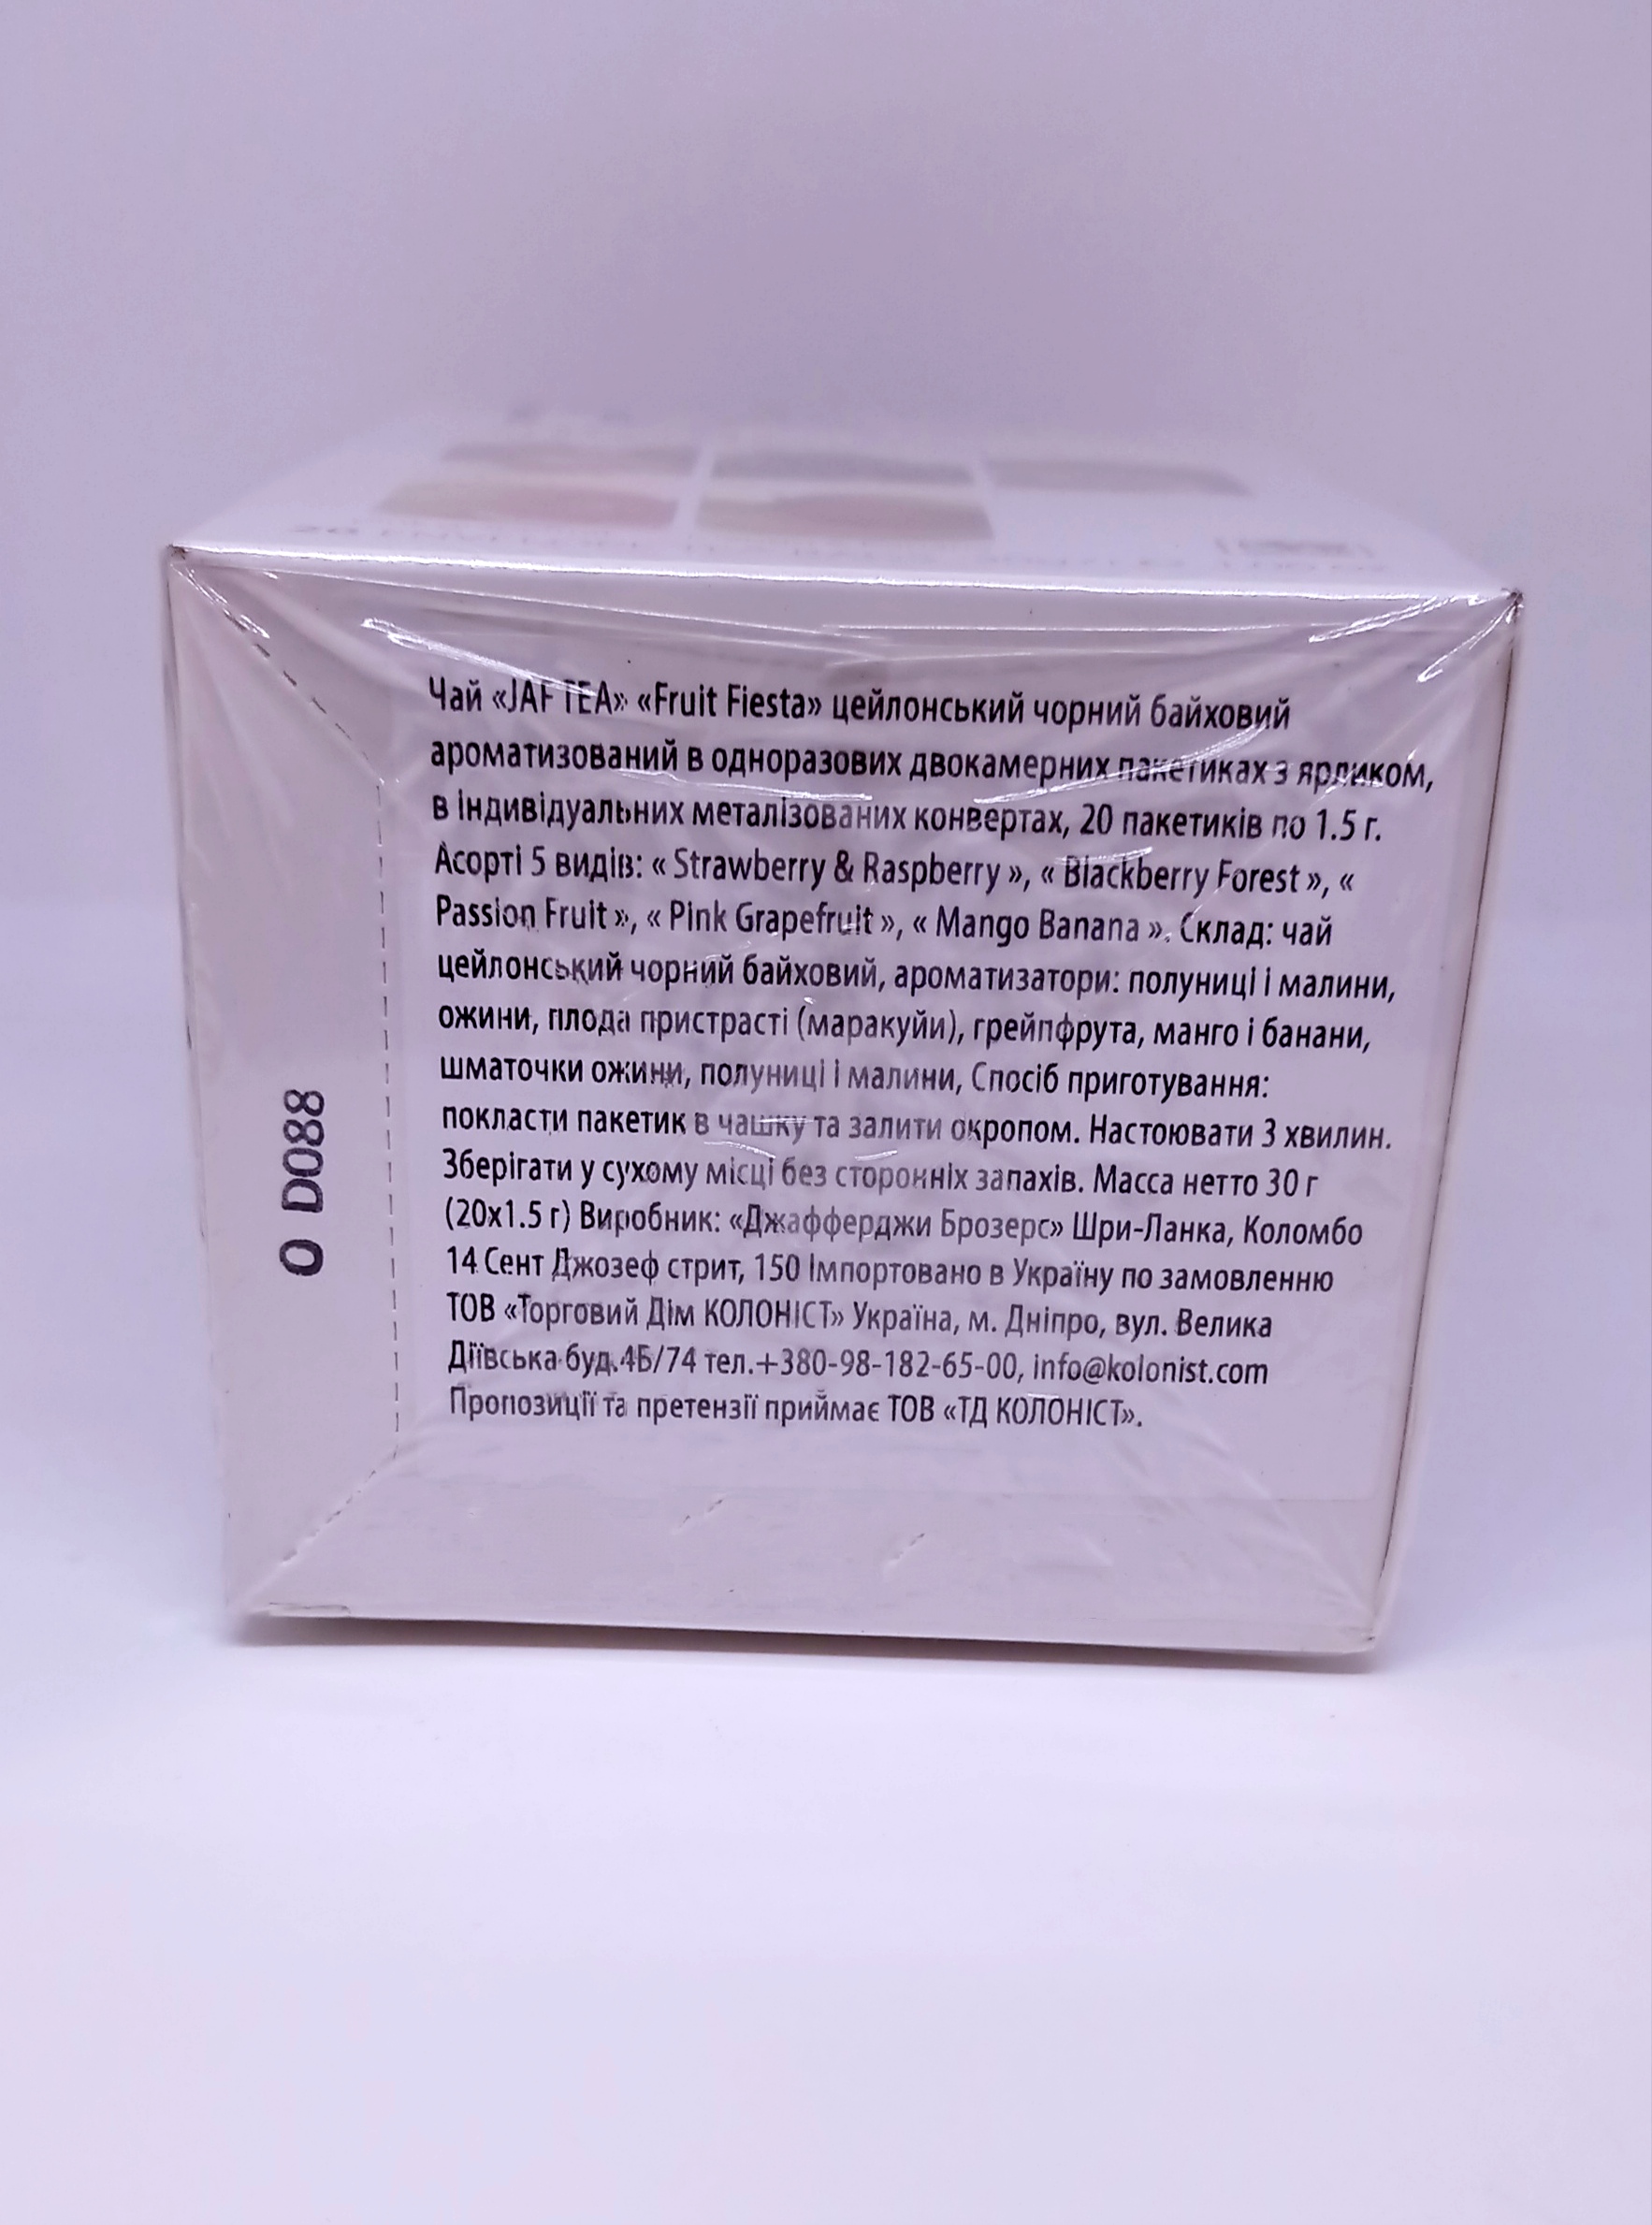 Чай «JAF TEA» «Fruit Fiesta» цейлонський чорний байховий
ароматизований в одноразових двокамерних пакетиках з ярликом,
в індивідуальних металізованих конвертах, 20 пакетиків по 1.5 г.
Асорті 5 видів: « Strawberry & Raspberry », « Blackberry Forest », «
Passion Fruit », « Pink Grapefruit », « Mango Banana ». Склад: чай
цейлонський чорний байховий, ароматизатори: полуниці і малини,
ожини, плода пристрасті (маракуйи), грейпфрута, манго і банани,
шматочки ожини, полуниці і малини, Спосіб приготування:
покласти пакетик в чашку та залити окропом. Настоювати 3 хвилин.
Зберігати у сухому місці без сторонніх запахів. Масса нетто 30 г
(20х1.5 г) Виробник: «Джафферджи Брозерс» Шри-Ланка, Коломбо
14 Сент Джозеф стрит, 150 Імпортовано в Україну по замовленню
ТОВ «Торговий Дім КОЛОНІСТ» Україна, м. Дніпро, вул. Велика
Діївська буд.4Б/74 тел.+380-98-182-65-00, info@kolonist.com
Пропозиції та претензії приймає ТОВ «ТД КОЛОНІСТ».
O D088